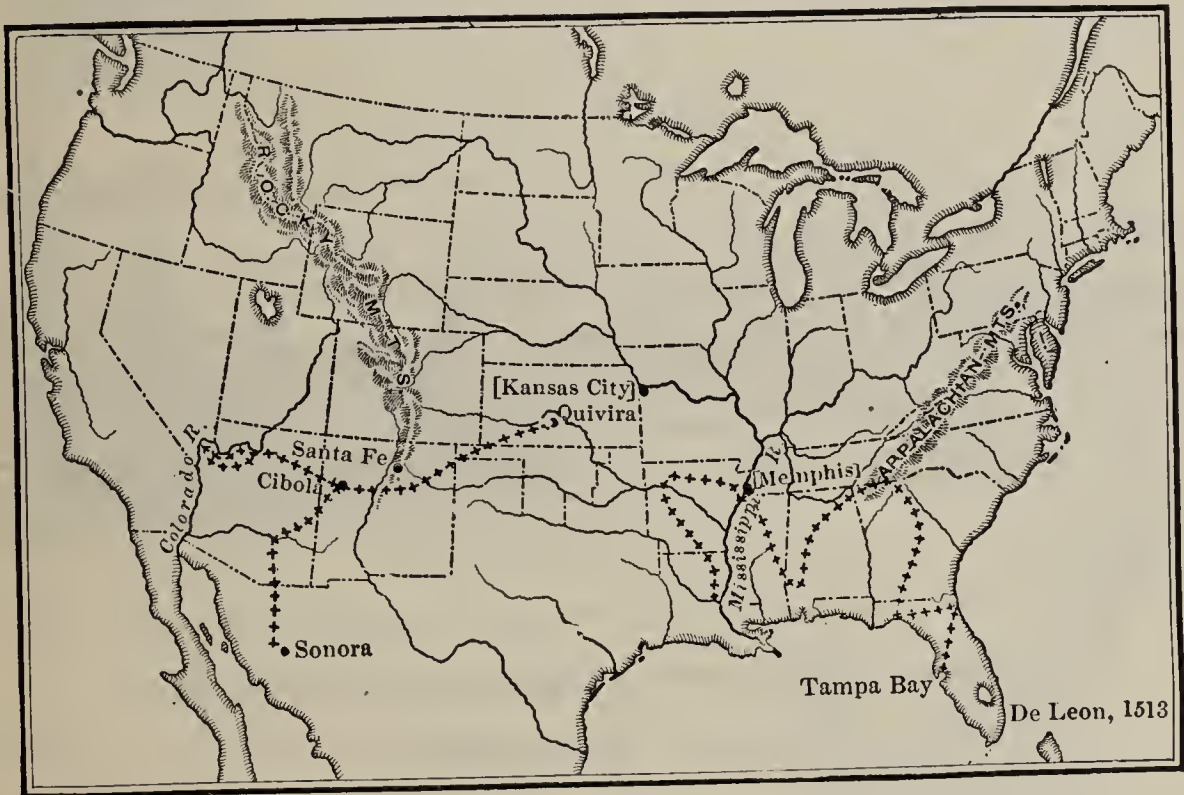 ROCKY MTS.
APPALACHIAN MTS.
[Kansas City]
Quivira
Santa Fe
Cibola
Colorado R
[Memphis]
Mississippi R
Sonora
Tampa Bay
De Leon, 1513